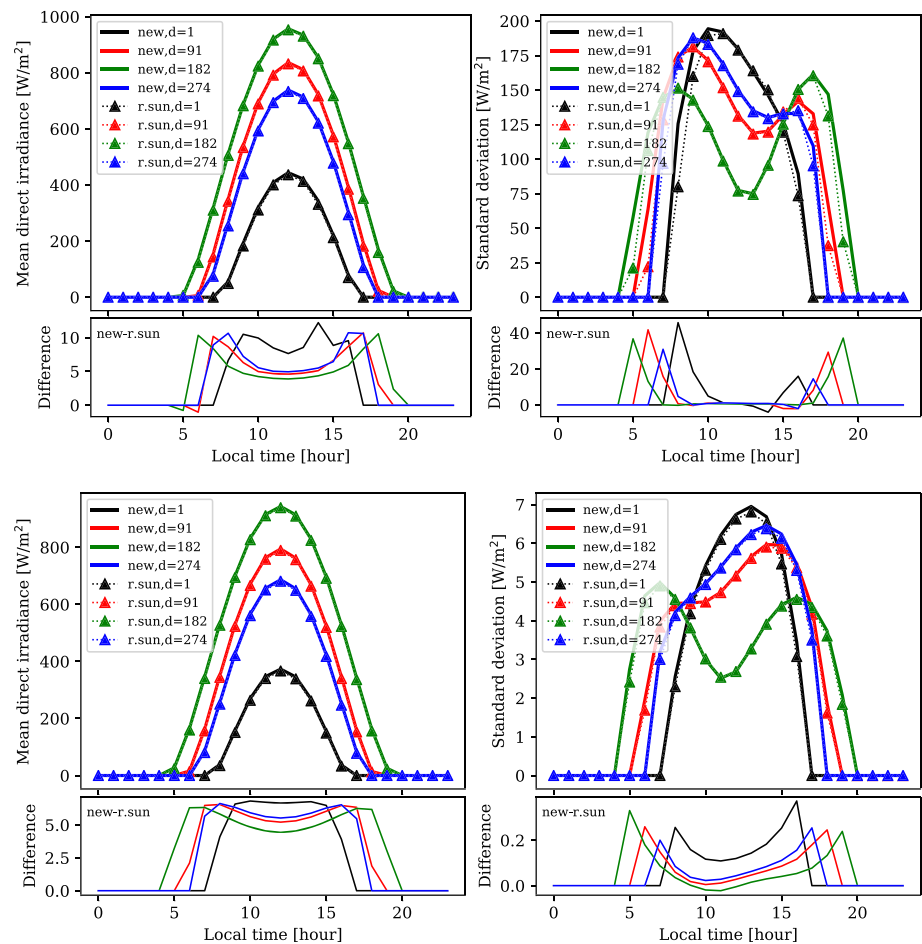 Mean direct irradiance [W/m²]
1000
800
600
400
200
0
new,d=1
new,d=91
new,d=182
new,d=274
r.sun,d=1
r.sun,d=91
r.sun,d=182
r.sun,d=274
Difference
10
5
0
new-r.sun
0 5 10 15 20
Local time [hour]
Standard deviation [W/m²]
200
175
150
125
100
75
50
25
0
new,d=1
new,d=91
new,d=182
new,d=274
r.sun,d=1
r.sun,d=91
r.sun,d=182
r.sun,d=274
Difference
40
20
0
new-r.sun
0 5 10 15 20
Local time [hour]
Mean direct irradiance [W/m²]
800
600
400
200
0
new,d=1
new,d=91
new,d=182
new,d=274
r.sun,d=1
r.sun,d=91
r.sun,d=182
r.sun,d=274
Difference
5.0
2.5
0.0
new-r.sun
0 5 10 15 20
Local time [hour]
Standard deviation [W/m²]
7
6
5
4
3
2
1
0
new,d=1
new,d=91
new,d=182
new,d=274
r.sun,d=1
r.sun,d=91
r.sun,d=182
r.sun,d=274
Difference
0.2
0.0
new-r.sun
0 5 10 15 20
Local time [hour]